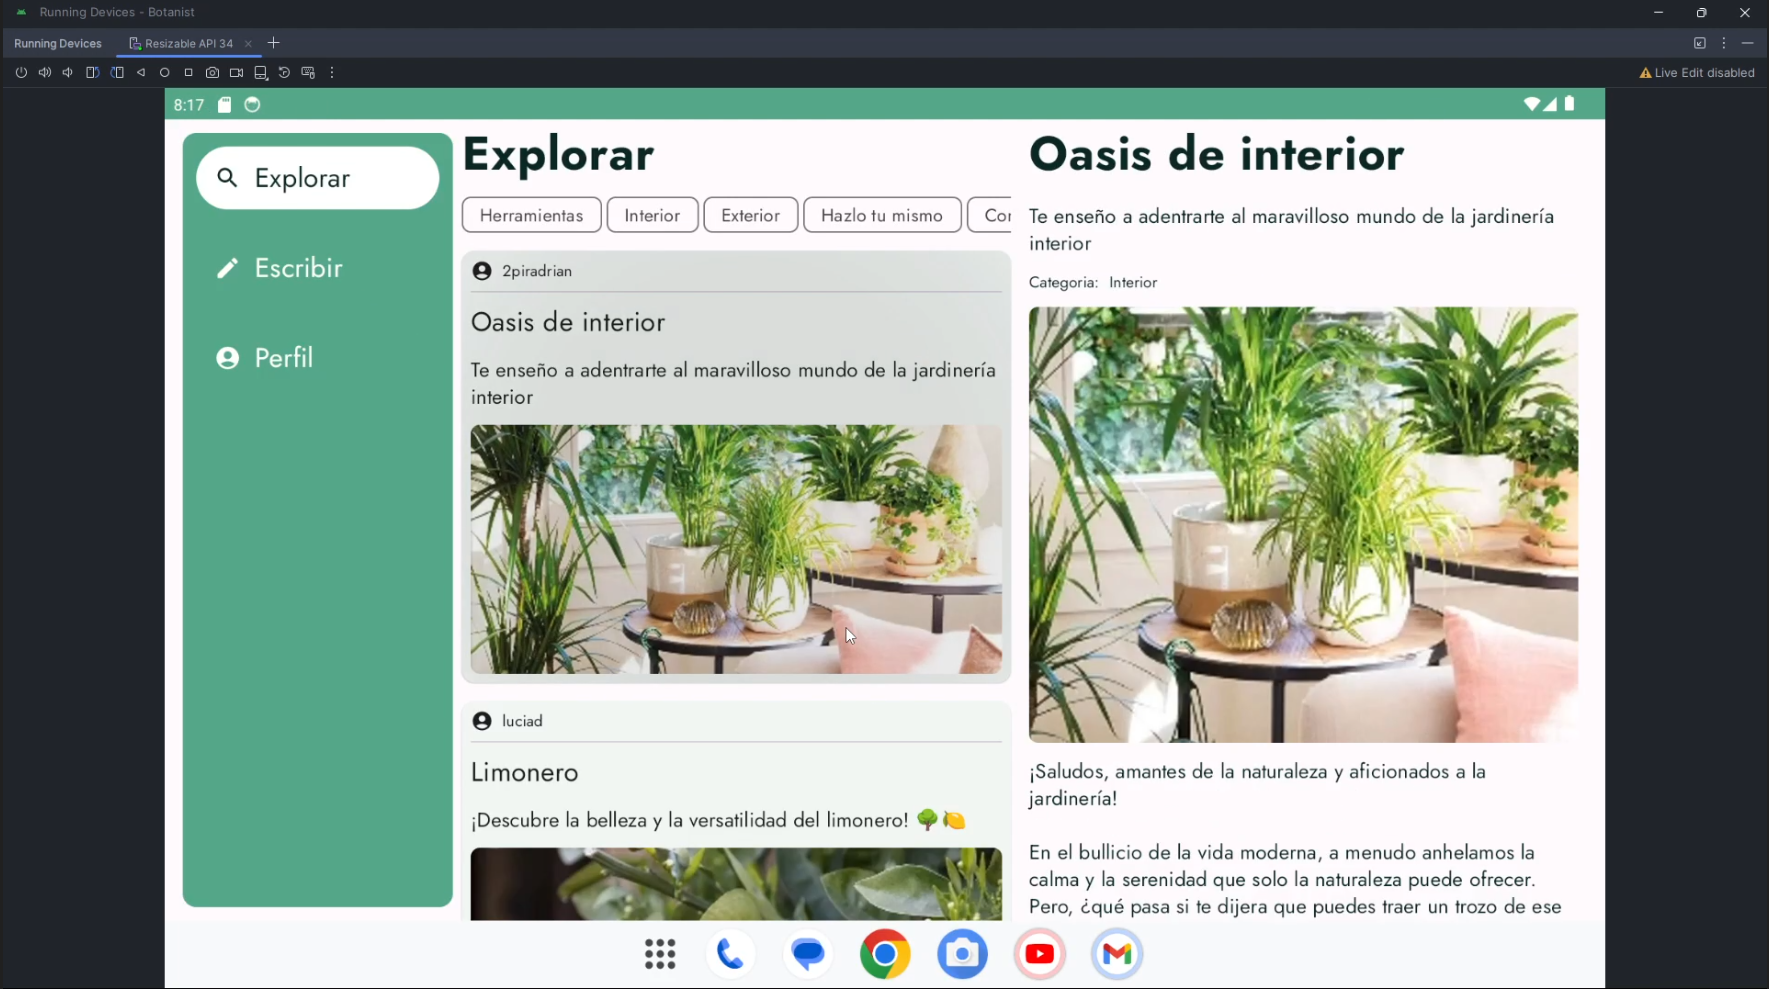 Running Devices - Botanist
Running Devices
Resizable API 34
Live Edit disabled
8:17
Explorar
Escribir
Perfil
Explorar
Herramientas
Interior
Exterior
Hazlo tu mismo
2piradrian
Oasis de interior
Te enseño a adentrarte al maravilloso mundo de la jardinería
interior
luciad
Limonero
¡Descubre la belleza y la versatilidad del limonero! 🌳🍋
Oasis de interior
Te enseño a adentrarte al maravilloso mundo de la jardinería
interior
Categoria: Interior
¡Saludos, amantes de la naturaleza y aficionados a la
jardinería!
En el bullicio de la vida moderna, a menudo anhelamos la
calma y la serenidad que solo la naturaleza puede ofrecer.
Pero, ¿qué pasa si te dijera que puedes traer un trozo de ese